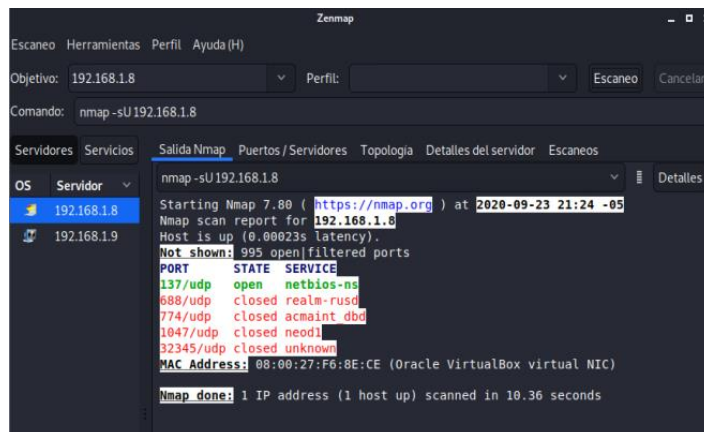 Zenmap
Escaneo Herramientas Perfil Ayuda(H)
Objetivo: 192.168.1.8 Perfil: Escaneo Cancelar
Comando: nmap -sU 192.168.1.8
Servidores Servicios Salida Nmap Puertos / Servidores Topología Detalles del servidor Escaneos
nmap -sU 192.168.1.8 Detalles
OS Servidor
192.168.1.8
192.168.1.9
Starting Nmap 7.80 ( https://nmap.org ) at 2020-09-23 21:24 -05
Nmap scan report for 192.168.1.8
Host is up (0.00023s latency).
Not shown: 995 open|filtered ports
PORT STATE SERVICE
137/udp open netbios-ns
688/udp closed realm-rusd
774/udp closed acmaint_dbd
1047/udp closed neod1
32345/udp closed unknown
MAC Address: 08:00:27:F6:8E:CE (Oracle VirtualBox virtual NIC)
Nmap done: 1 IP address (1 host up) scanned in 10.36 seconds